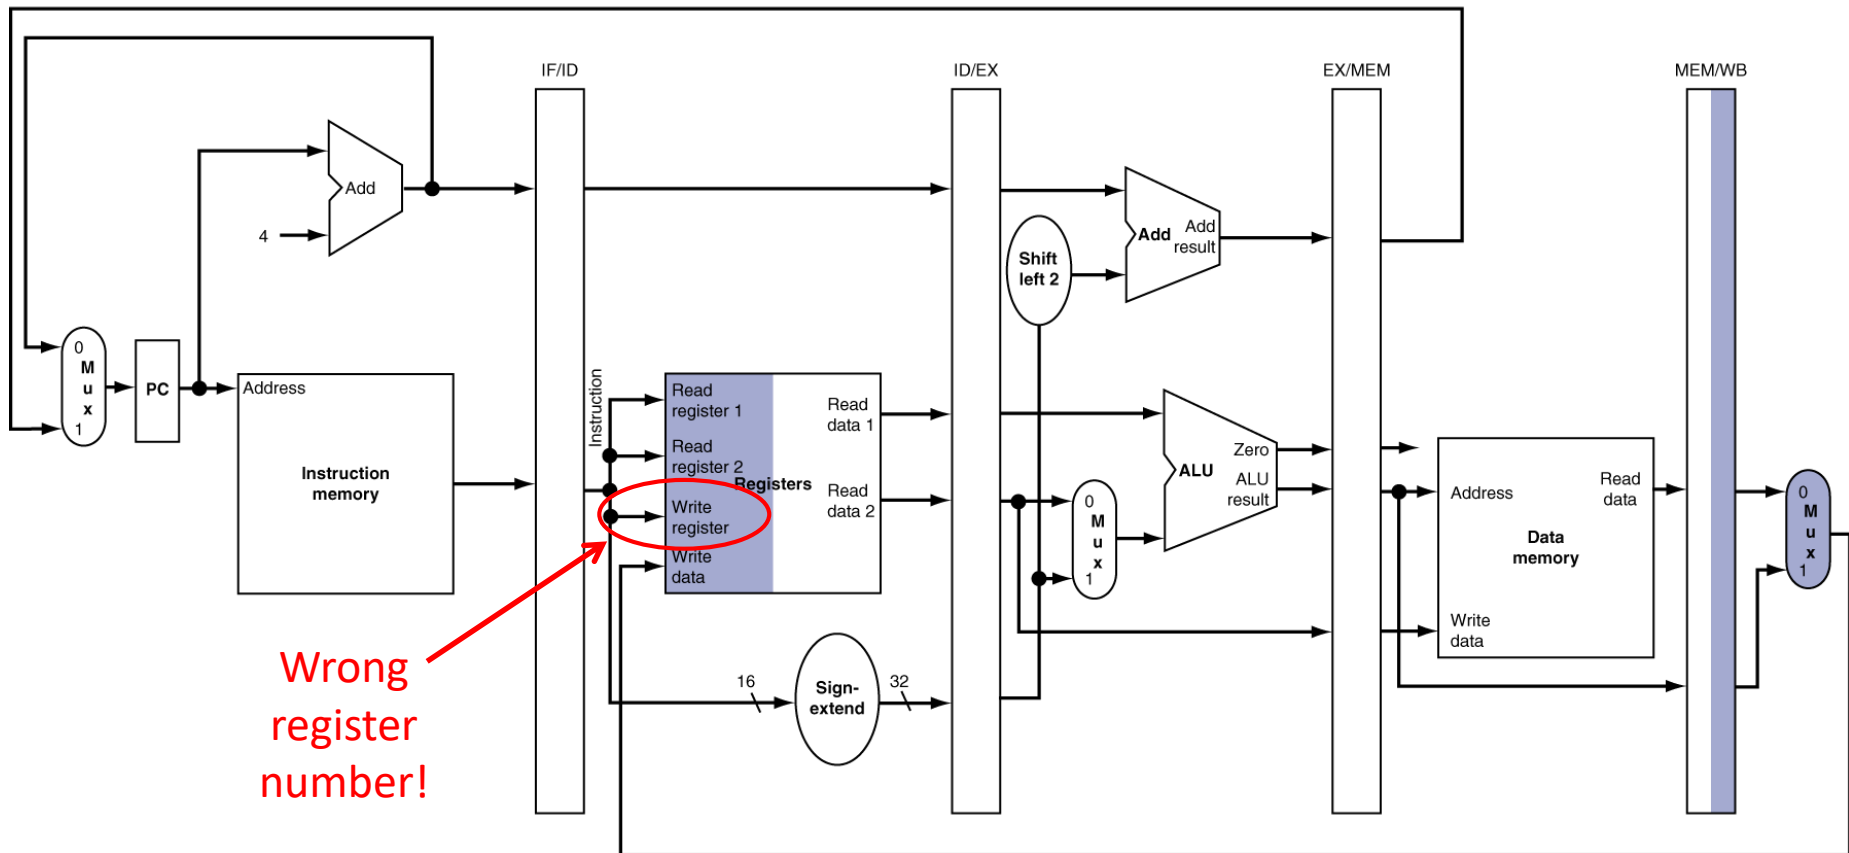 IF/ID
ID/EX
EX/MEM
MEM/WB
Add
4
Shift
left 2
Add
Add
result
0
M
u
x
1
PC
Address
Instruction
memory
Instruction
Read
register 1
Read
register 2
Write
register
Write
data
Registers
Read
data 1
Read
data 2
0
M
u
x
1
ALU
Zero
ALU
result
Address
Read
data
Data
memory
Write
data
0
M
u
x
1
16
Sign-
extend
32
Wrong
register
number!